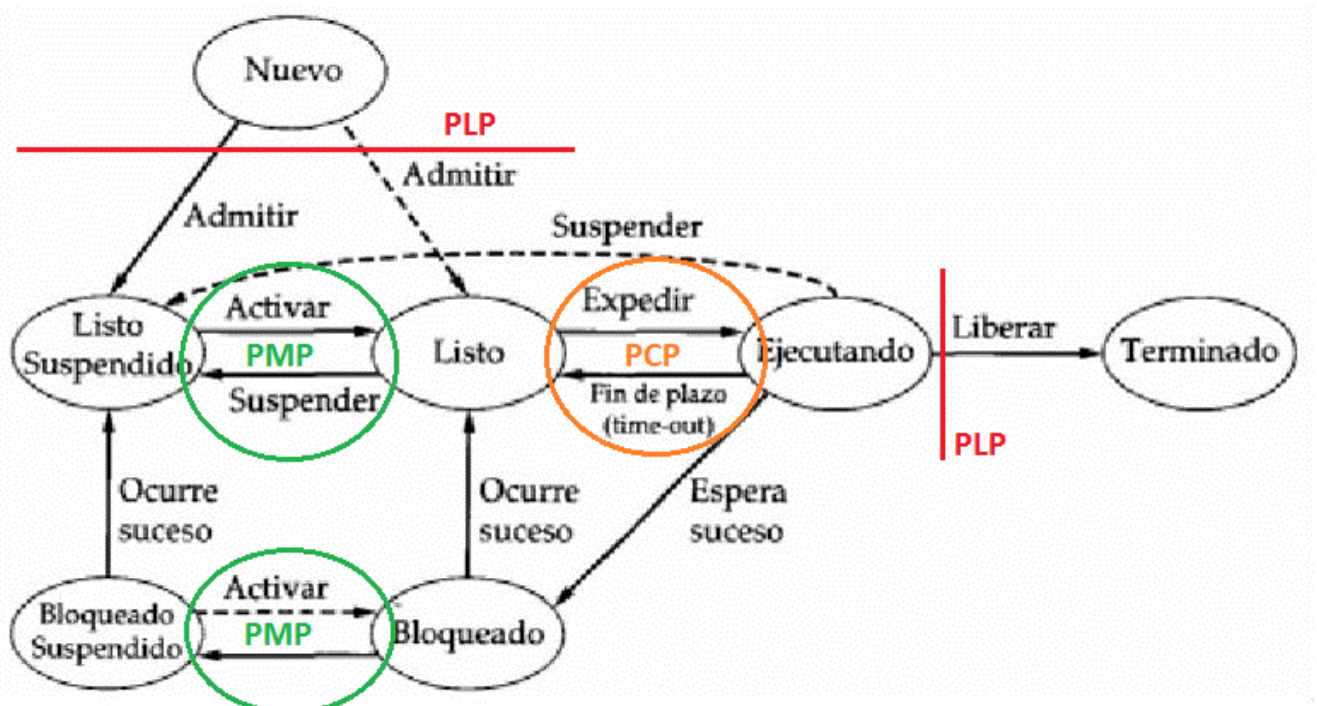 Nuevo
PLP
Admitir
Admitir
Suspender
Activar
Expedir
Listo
Suspendido
PMP
Listo
PCP
Ejecutando
Liberar
Terminado
Suspender
Fin de plazo
(time-out)
PLP
Ocurre
suceso
Ocurre
suceso
Espera
suceso
Activar
Bloqueado
Suspendido
PMP
Bloqueado